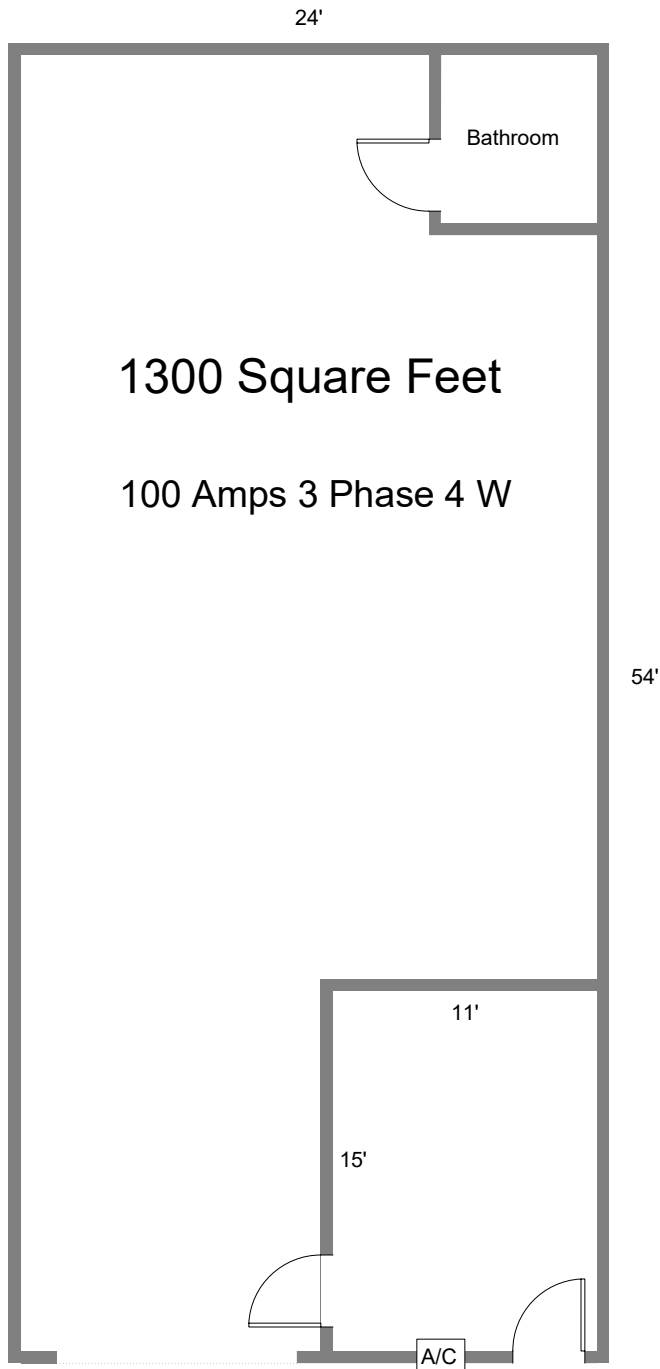 24'
Bathroom
1300 Square Feet
100 Amps 3 Phase 4 W
54'
11'
15'
A/C